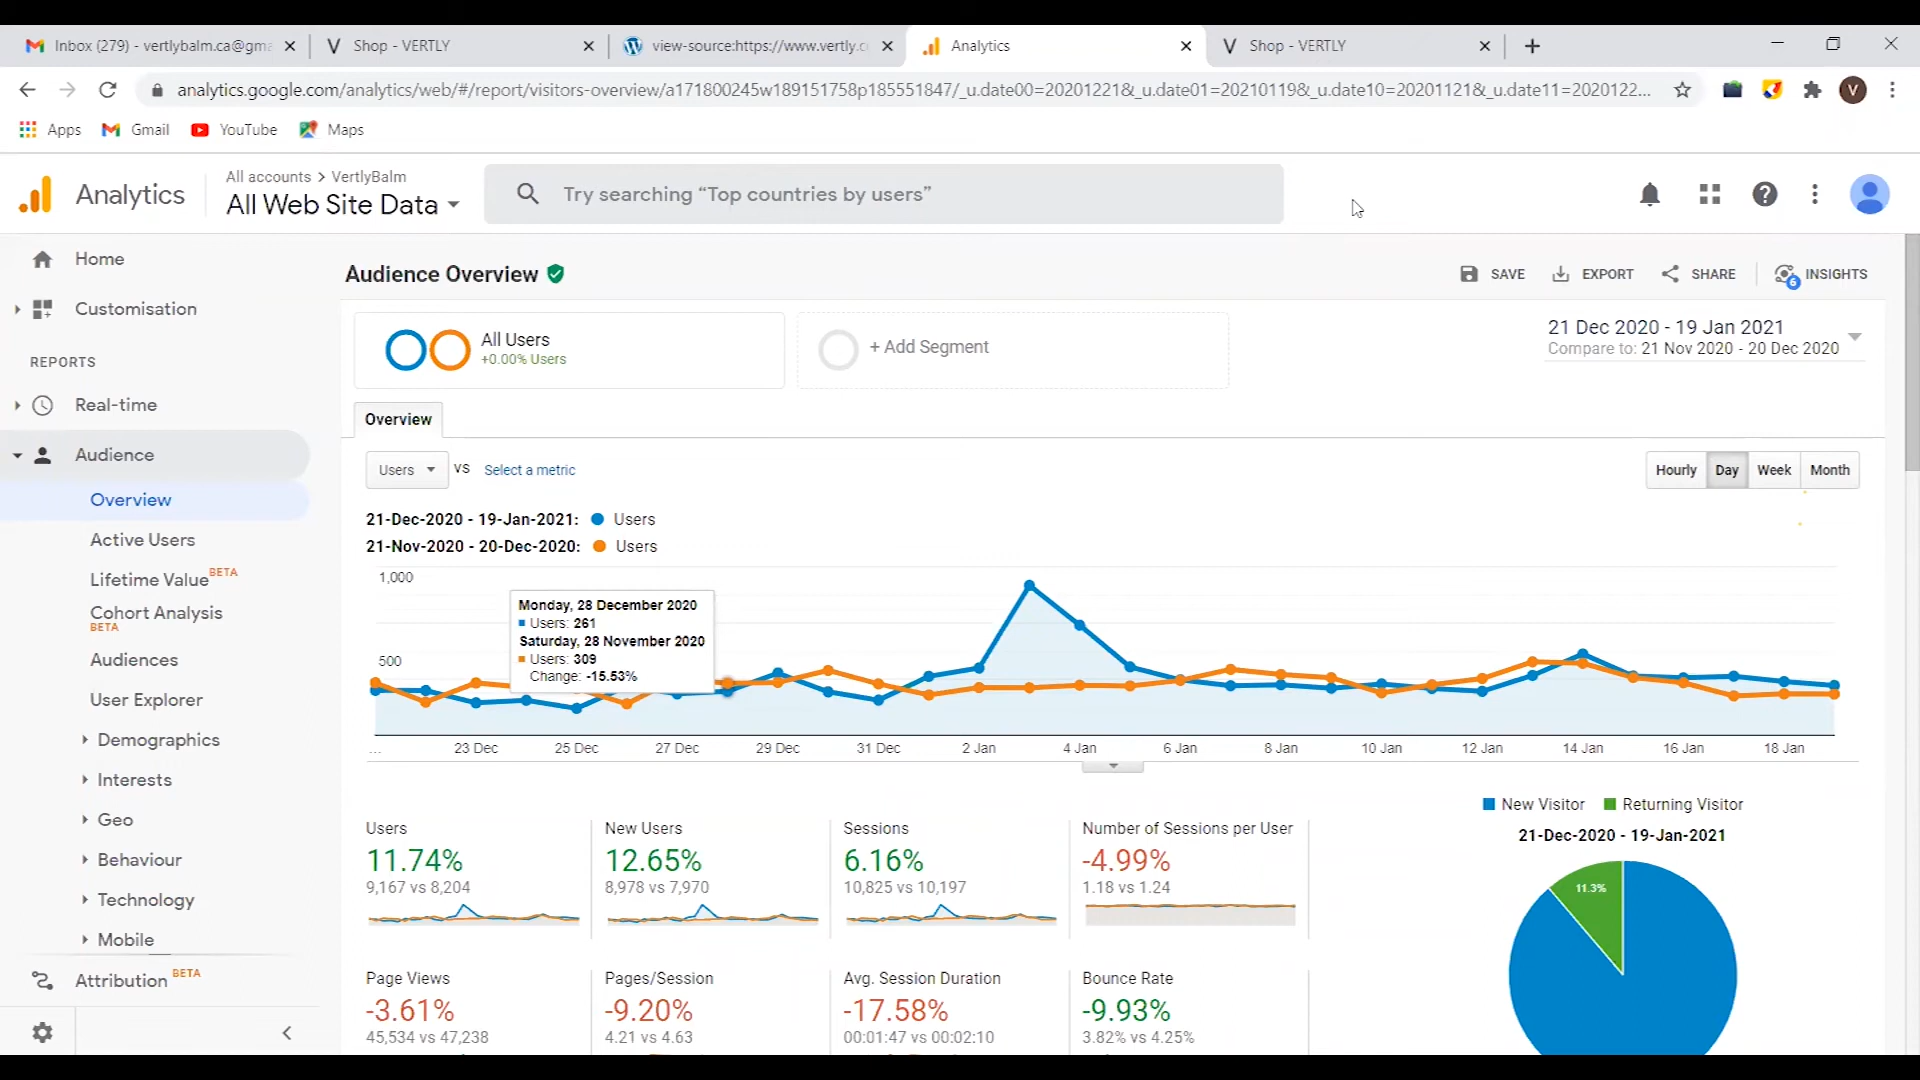 Inbox (279) - vertlybalm.ca@gma
Shop - VERTLY
view-source:https://www.vertly.c
Analytics
Shop - VERTLY
analytics.google.com/analytics/web/#/report/visitors-overview/a171800245w189151758p185551847/_u.date00=20201221&_u.date01=20210119&_u.date10=20201121&_u.date11=2020122...
V
Apps
Gmail
YouTube
Maps
Analytics
All accounts > VertlyBalm
All Web Site Data
Try searching “Top countries by users”
Home
Customisation
REPORTS
Real-time
Audience
Overview
Active Users
Lifetime Value BETA
Cohort Analysis
BETA
Audiences
User Explorer
Demographics
Interests
Geo
Behaviour
Technology
Mobile
Attribution BETA
Audience Overview
SAVE
EXPORT
SHARE
6
INSIGHTS
All Users
+0.00% Users
+ Add Segment
21 Dec 2020 - 19 Jan 2021
Compare to: 21 Nov 2020 - 20 Dec 2020
Overview
Users
VS
Select a metric
Hourly
Day
Week
Month
21-Dec-2020 - 19-Jan-2021: Users
21-Nov-2020 - 20-Dec-2020: Users
1,000
500
Monday, 28 December 2020
Users: 261
Saturday, 28 November 2020
Users: 309
Change: -15.53%
... 23 Dec 25 Dec 27 Dec 29 Dec 31 Dec 2 Jan 4 Jan 6 Jan 8 Jan 10 Jan 12 Jan 14 Jan 16 Jan 18 Jan
Users
11.74%
9,167 vs 8,204
New Users
12.65%
8,978 vs 7,970
Sessions
6.16%
10,825 vs 10,197
Number of Sessions per User
-4.99%
1.18 vs 1.24
Page Views
-3.61%
45,534 vs 47,238
Pages/Session
-9.20%
4.21 vs 4.63
Avg. Session Duration
-17.58%
00:01:47 vs 00:02:10
Bounce Rate
-9.93%
3.82% vs 4.25%
New Visitor
Returning Visitor
21-Dec-2020 - 19-Jan-2021
11.3%